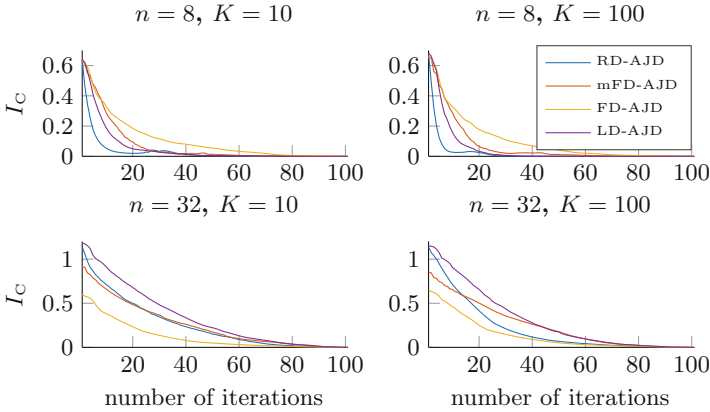 n = 8, K = 10
n = 8, K = 100
I_C
0.6
0.4
0.2
0
20 40 60 80 100
0.6
0.4
0.2
0
20 40 60 80 100
RD-AJD
mFD-AJD
FD-AJD
LD-AJD
n = 32, K = 10
n = 32, K = 100
I_C
1
0.5
0
20 40 60 80 100
1
0.5
0
20 40 60 80 100
number of iterations
number of iterations